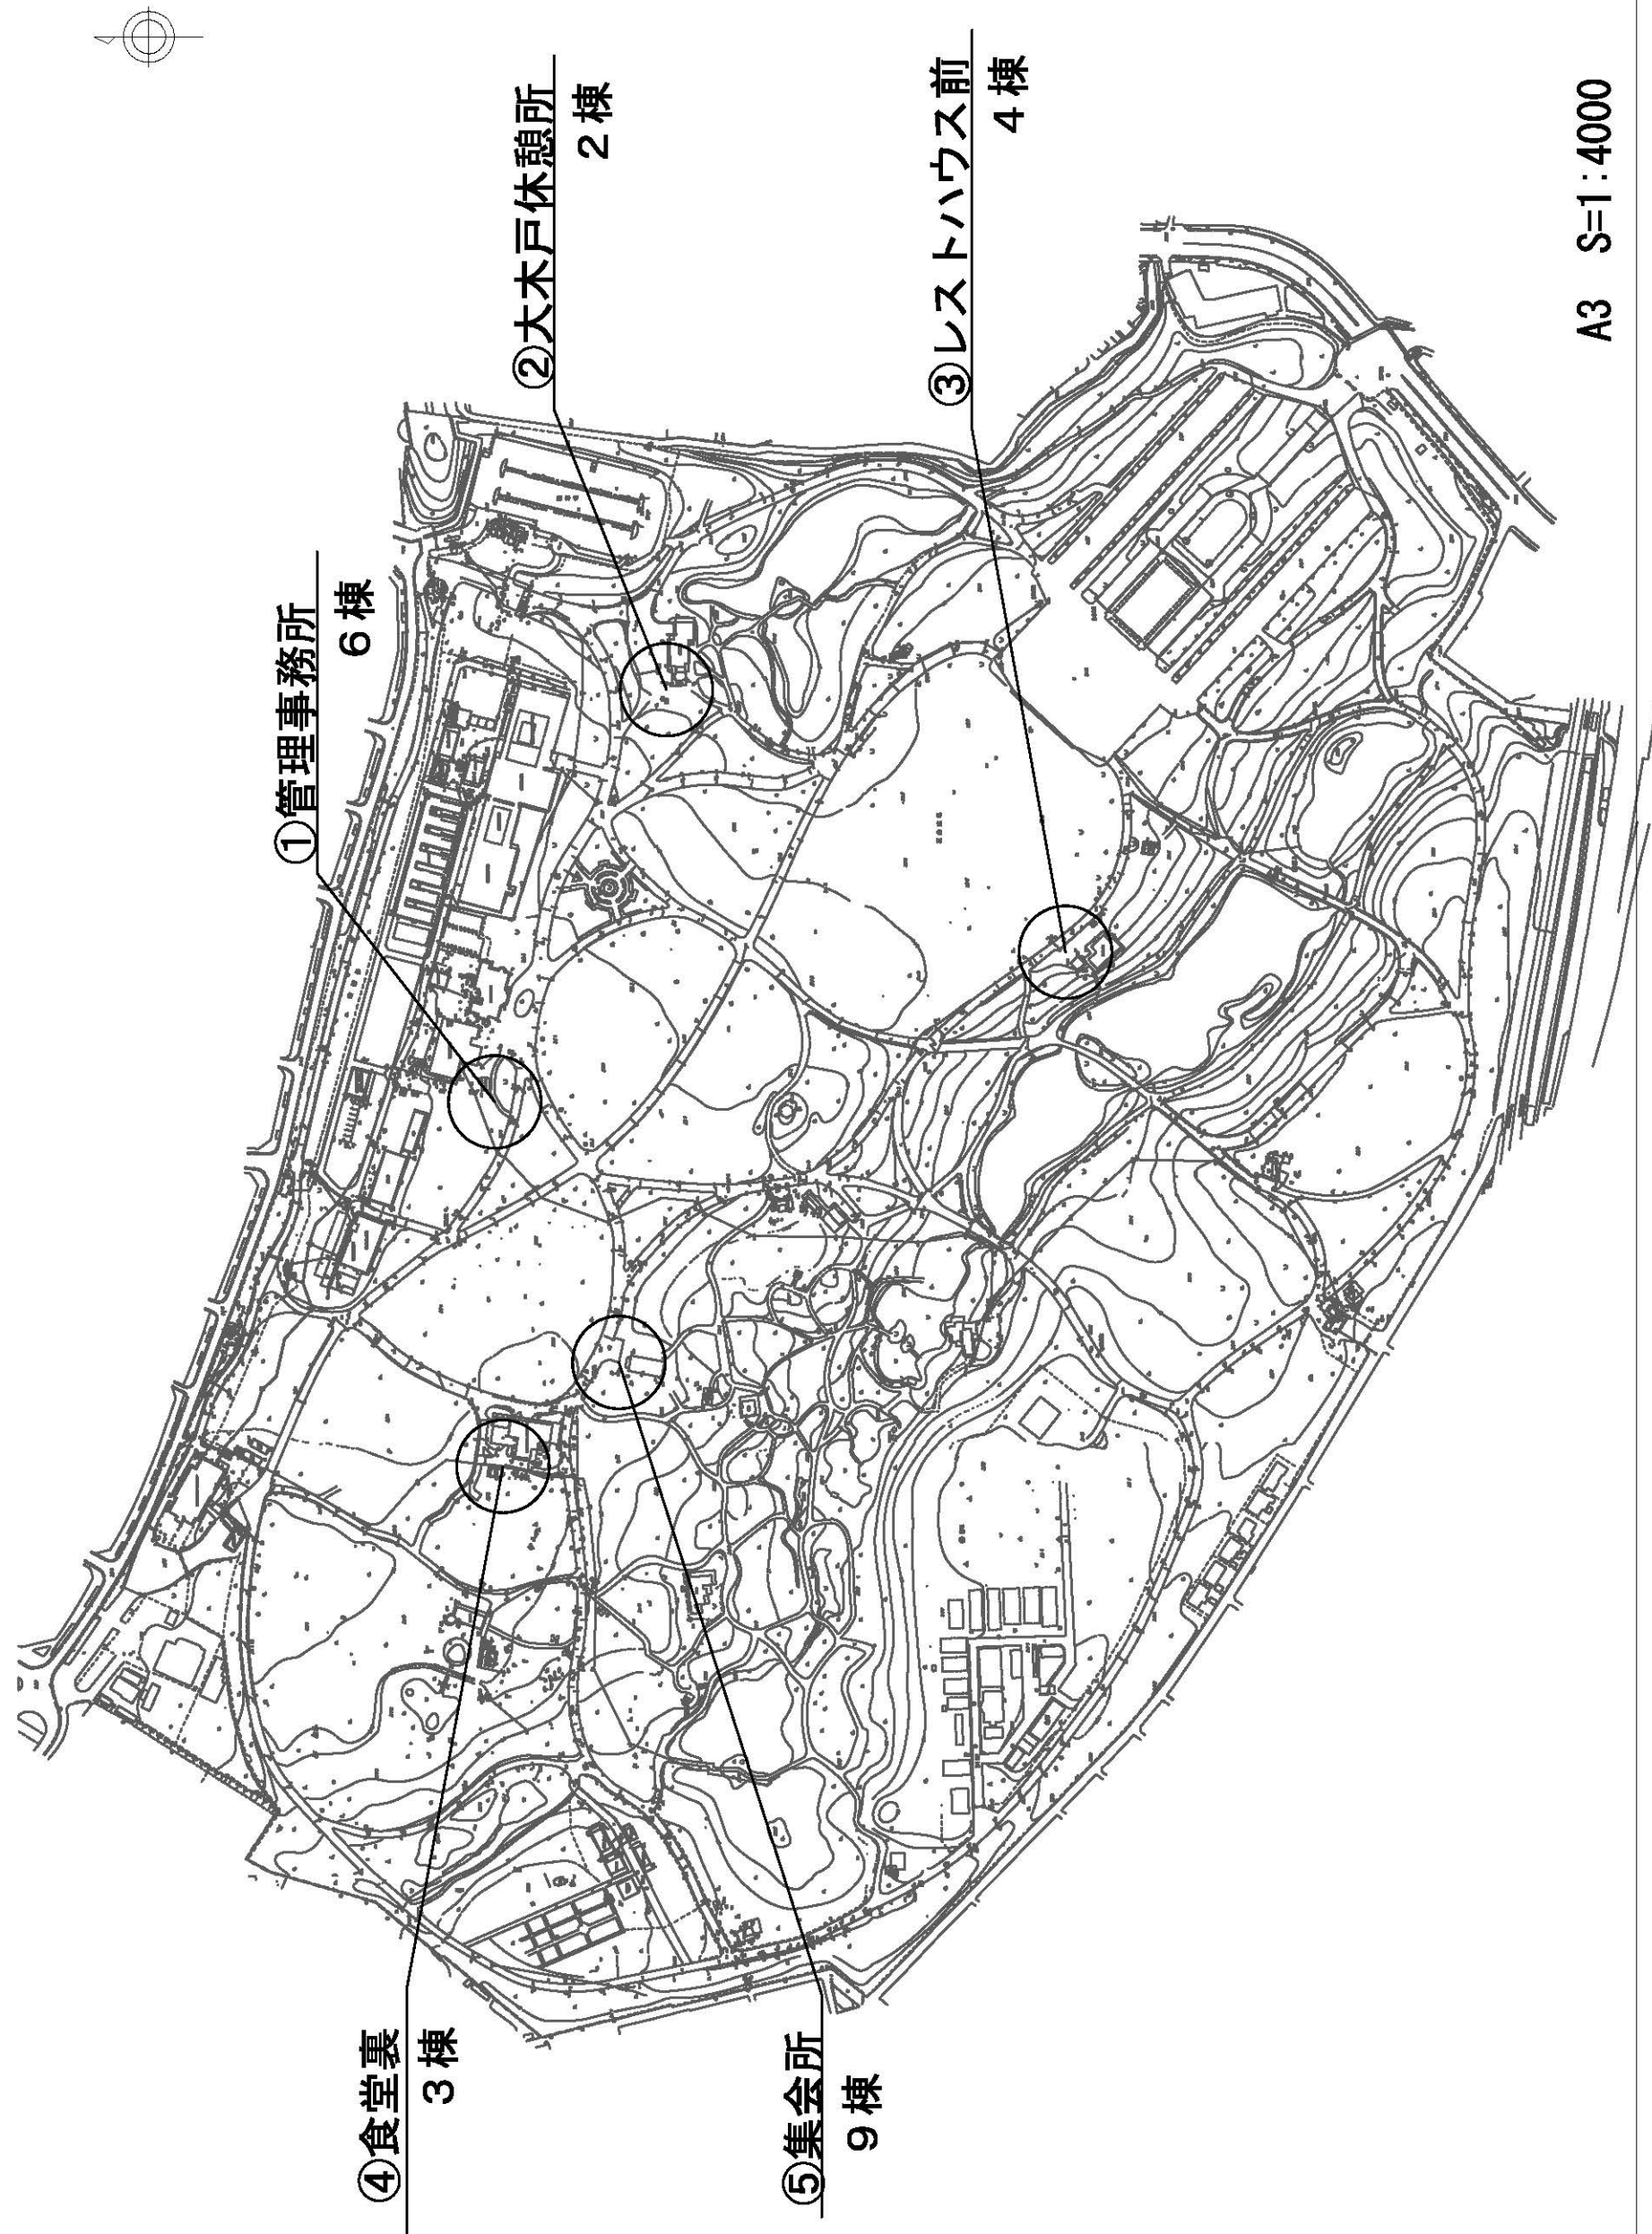 ①管理事務所
6棟
②大木戸休憩所
2棟
③レストハウス前
4棟
④食堂裏
3棟
⑤集会所
9棟
A3 S=1:4000